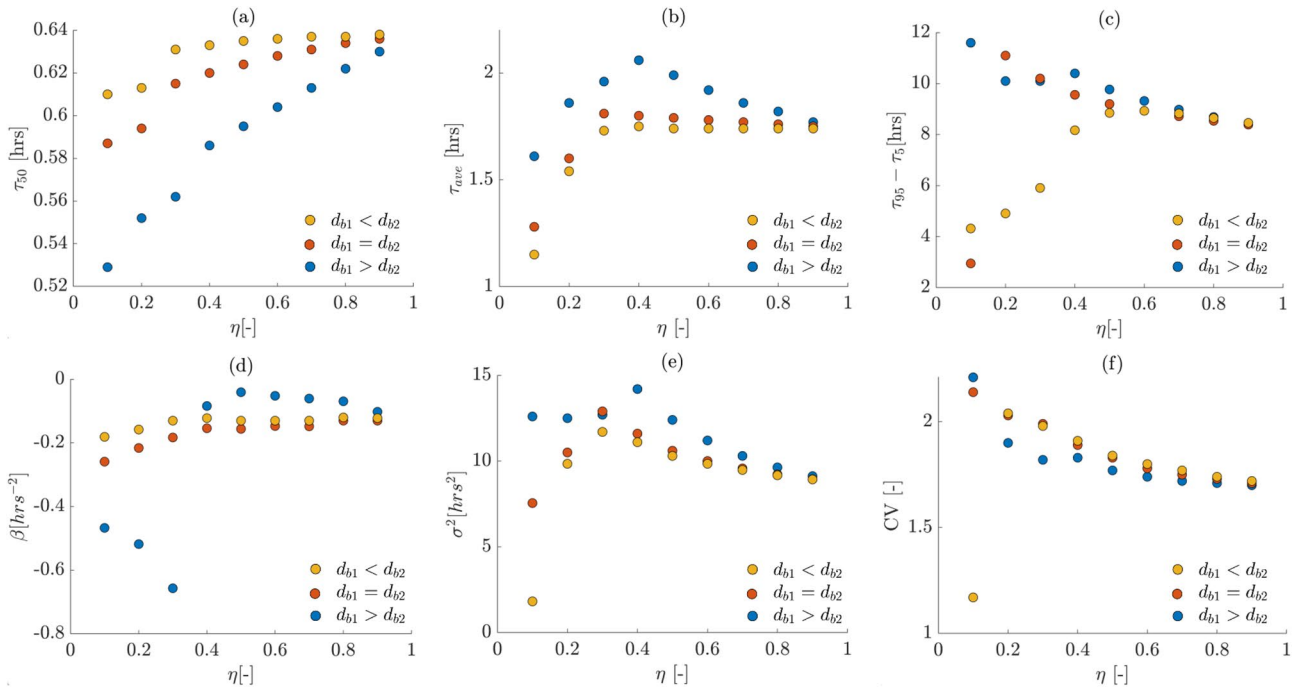 (a)
0.64
0.62
0.6
0.58
0.56
0.54
0.52
τ50 [hrs]
d_b1 < d_b2
d_b1 = d_b2
d_b1 > d_b2
0 0.2 0.4 0.6 0.8 1
η[-]
(b)
2
1.5
1
τ_ave [hrs]
d_b1 < d_b2
d_b1 = d_b2
d_b1 > d_b2
0 0.2 0.4 0.6 0.8 1
η [-]
(c)
14
12
10
8
6
4
2
τ95 − τ5[hrs]
d_b1 < d_b2
d_b1 = d_b2
d_b1 > d_b2
0 0.2 0.4 0.6 0.8 1
η [-]
(d)
0
-0.2
-0.4
-0.6
-0.8
β[hrs⁻²]
d_b1 < d_b2
d_b1 = d_b2
d_b1 > d_b2
0 0.2 0.4 0.6 0.8 1
η[-]
(e)
15
10
5
0
σ²[hrs²]
d_b1 < d_b2
d_b1 = d_b2
d_b1 > d_b2
0 0.2 0.4 0.6 0.8 1
η [-]
(f)
2
1.5
1
CV [-]
d_b1 < d_b2
d_b1 = d_b2
d_b1 > d_b2
0 0.2 0.4 0.6 0.8 1
η [-]